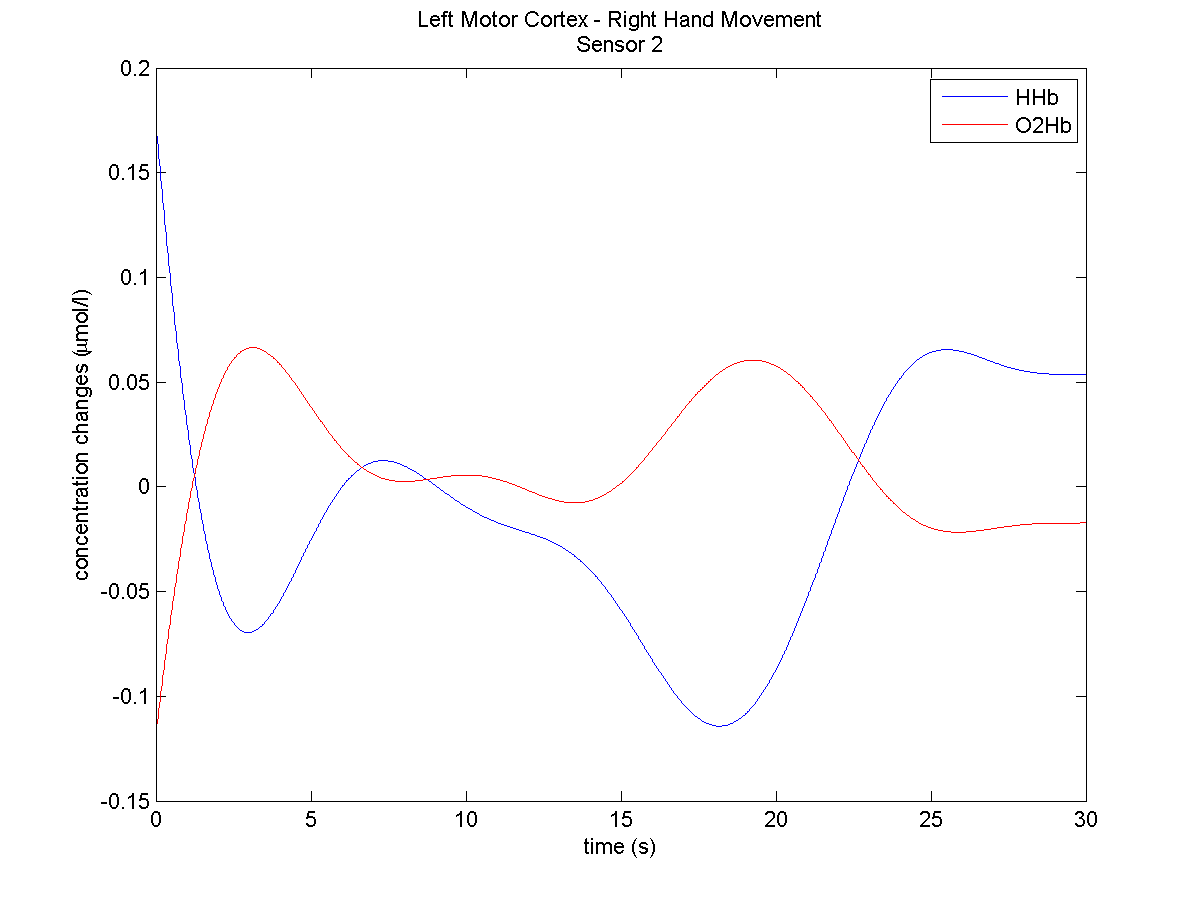 Left Motor Cortex - Right Hand Movement
Sensor 2
HHb
O2Hb
0.2
0.15
0.1
0.05
0
-0.05
-0.1
-0.15
concentration changes (μmol/l)
0 5 10 15 20 25 30
time (s)